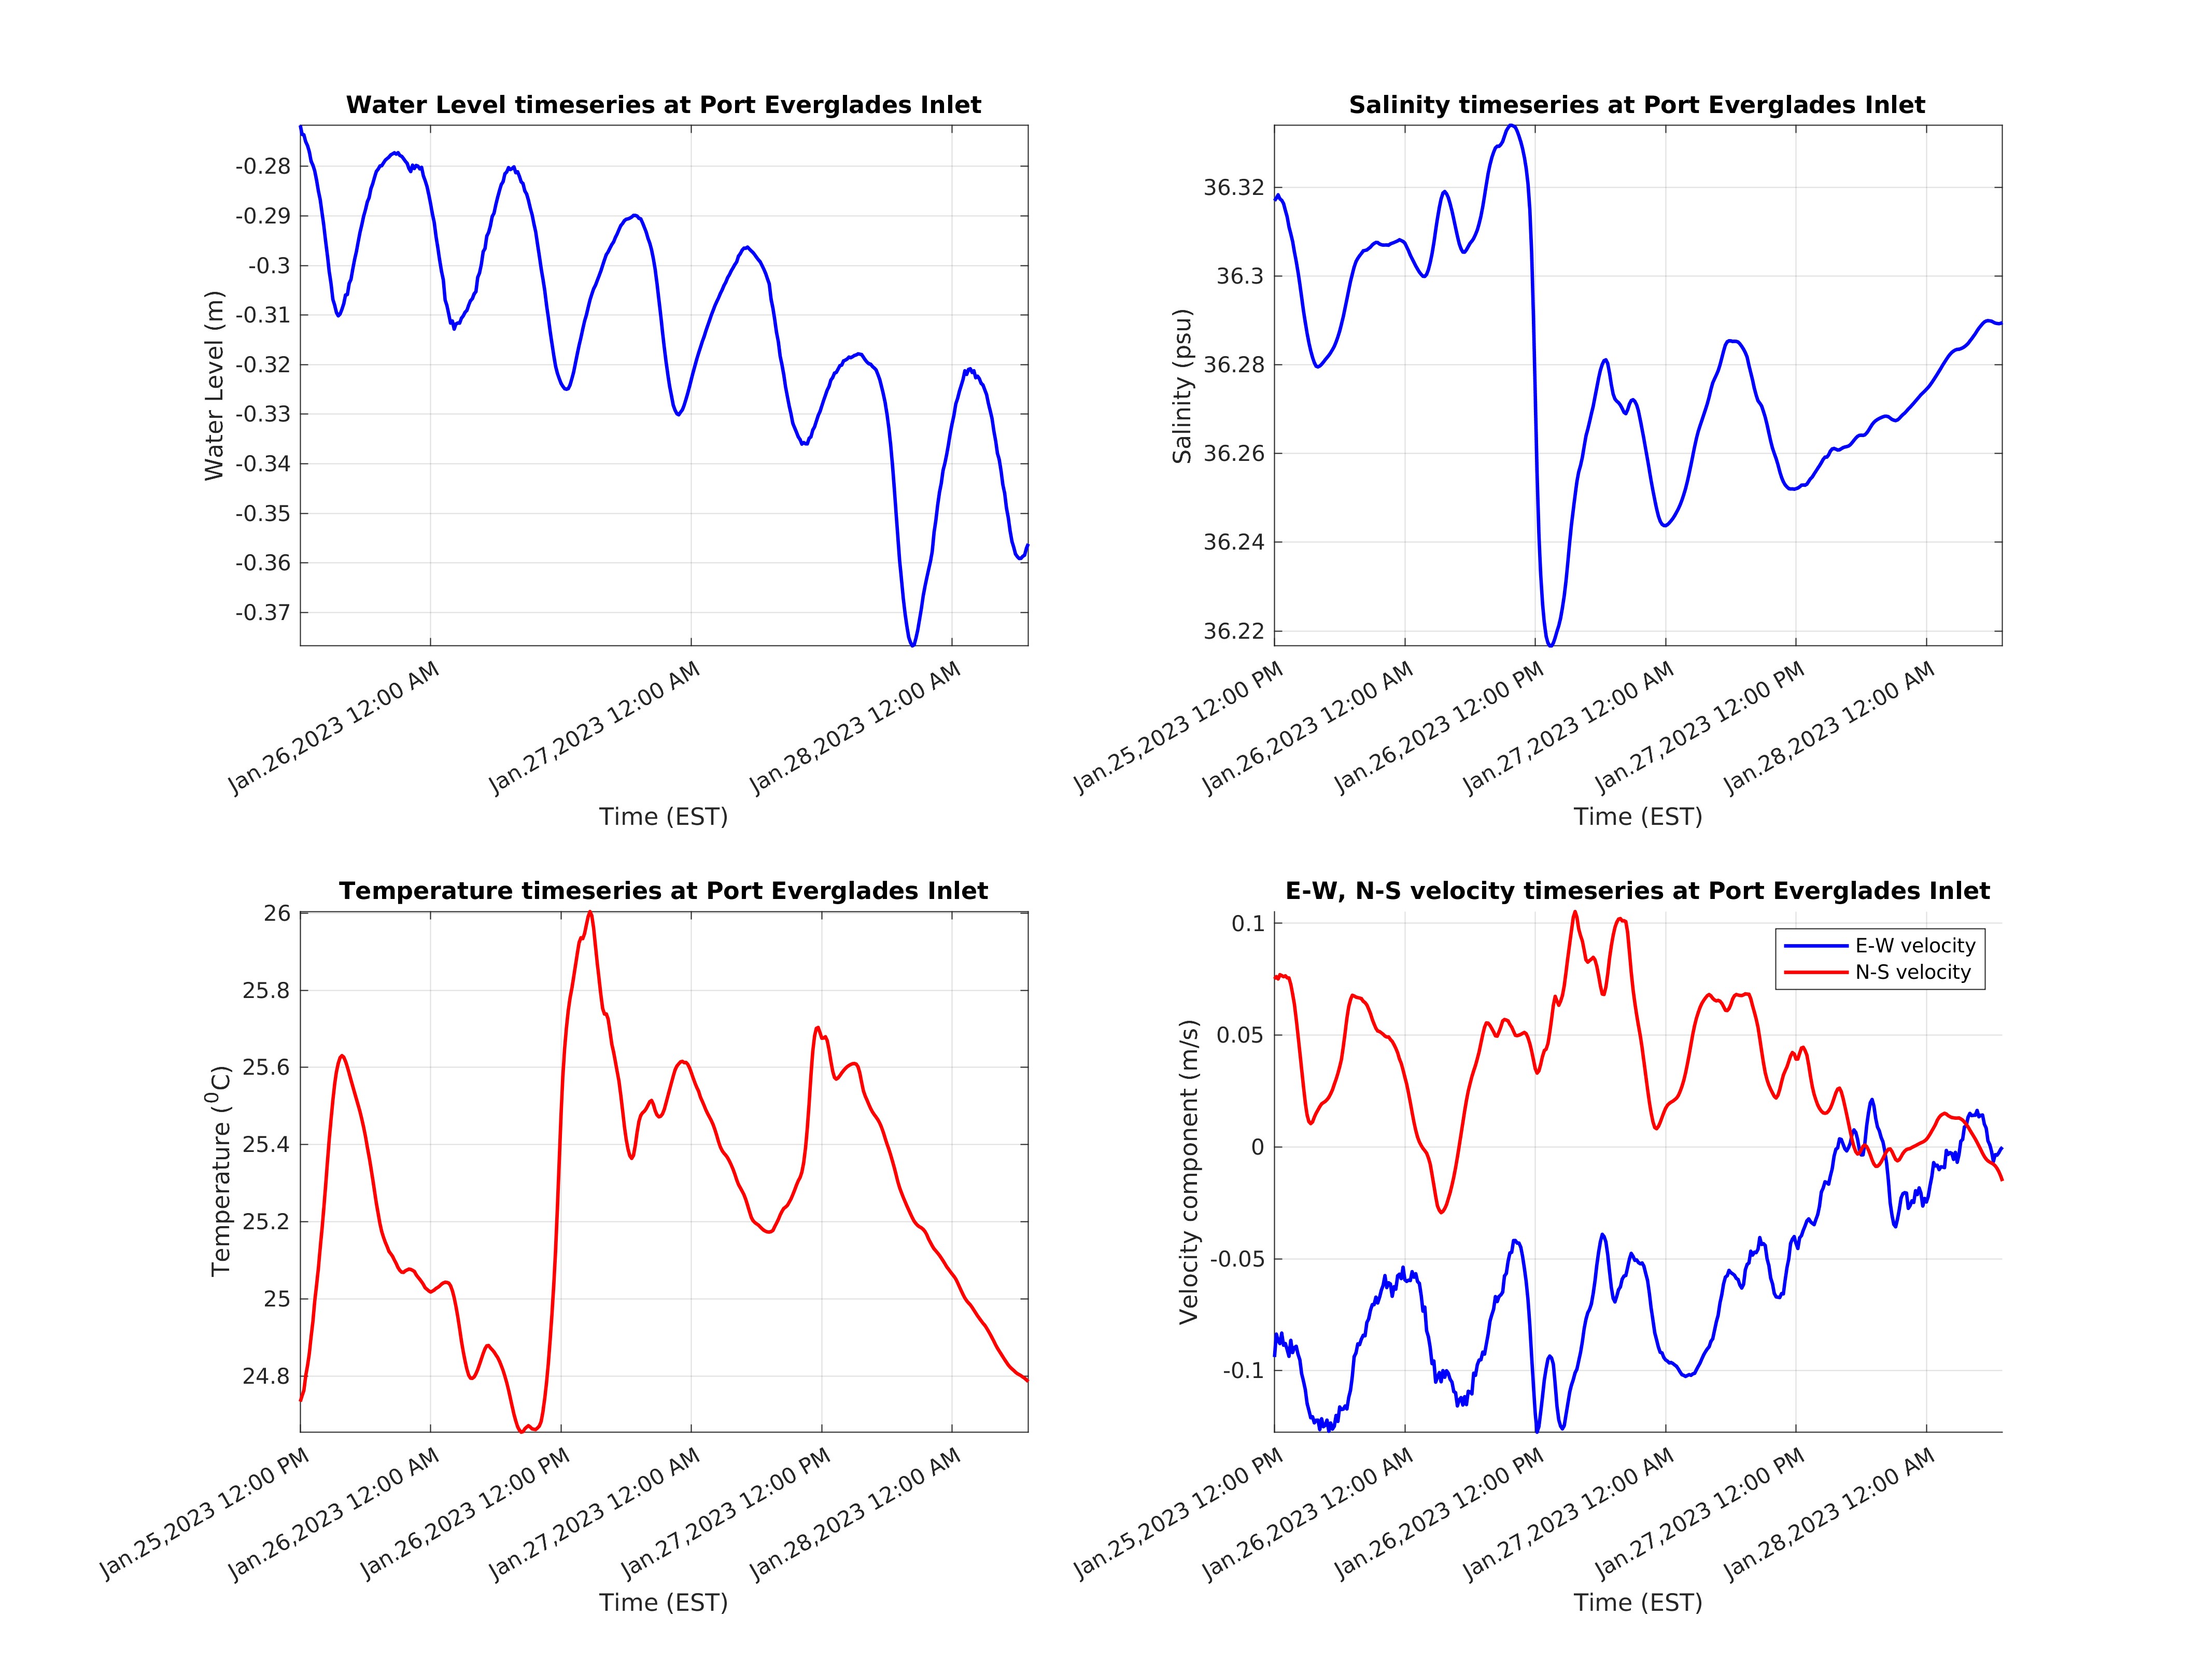 Water Level timeseries at Port Everglades Inlet
Water Level (m)
-0.28
-0.29
-0.3
-0.31
-0.32
-0.33
-0.34
-0.35
-0.36
-0.37
Jan.26,2023 12:00 AM
Jan.27,2023 12:00 AM
Jan.28,2023 12:00 AM
Time (EST)
Salinity timeseries at Port Everglades Inlet
Salinity (psu)
36.32
36.3
36.28
36.26
36.24
36.22
Jan.25,2023 12:00 PM
Jan.26,2023 12:00 AM
Jan.26,2023 12:00 PM
Jan.27,2023 12:00 AM
Jan.27,2023 12:00 PM
Jan.28,2023 12:00 AM
Time (EST)
Temperature timeseries at Port Everglades Inlet
Temperature (⁰C)
26
25.8
25.6
25.4
25.2
25
24.8
Jan.25,2023 12:00 PM
Jan.26,2023 12:00 AM
Jan.26,2023 12:00 PM
Jan.27,2023 12:00 AM
Jan.27,2023 12:00 PM
Jan.28,2023 12:00 AM
Time (EST)
E-W, N-S velocity timeseries at Port Everglades Inlet
Velocity component (m/s)
0.1
0.05
0
-0.05
-0.1
E-W velocity
N-S velocity
Jan.25,2023 12:00 PM
Jan.26,2023 12:00 AM
Jan.26,2023 12:00 PM
Jan.27,2023 12:00 AM
Jan.27,2023 12:00 PM
Jan.28,2023 12:00 AM
Time (EST)